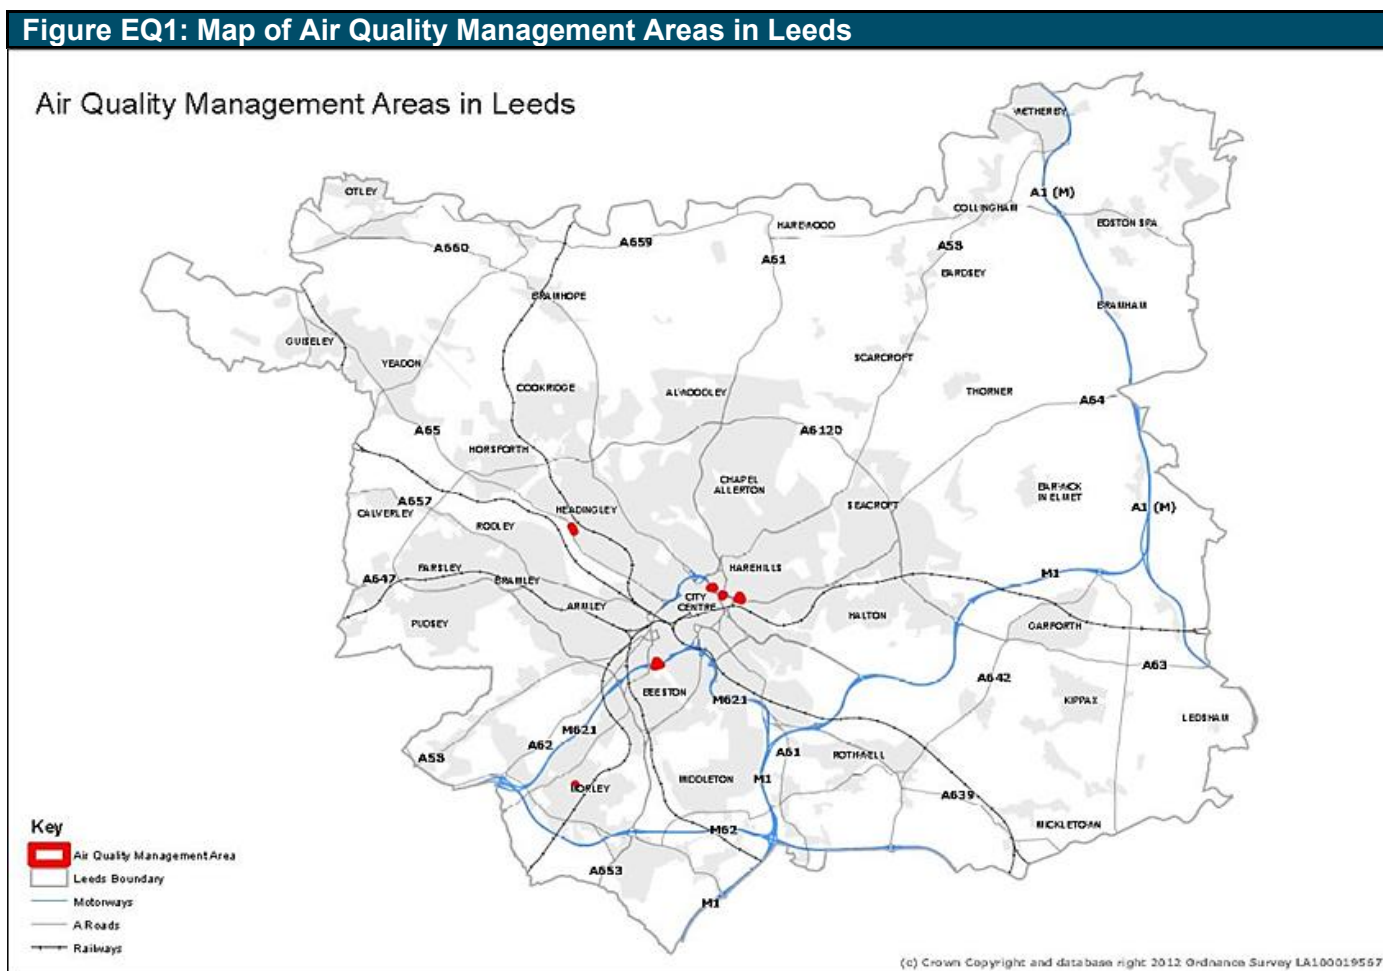 Figure EQ1: Map of Air Quality Management Areas in Leeds
Air Quality Management Areas in Leeds
WETHERBY
OTLEY
A1 (M)
COLLINGHAM
HAREWOOD
BOSTON SPA
A660
A659
A58
A61
BARDSEY
BRAMHOPE
BRAMHAM
GUISELEY
YEADON
SCARCROFT
COOKRIDGE
ALWOODLEY
THORNER
A64
A65
A6120
HORSFORTH
CHAPEL
ALLERTON
BARWICK
IN ELMET
A657
CALVERLEY
HEADINGLEY
SEACROFT
A1 (M)
RODLEY
FARSLEY
A647
BRAMLEY
HAREHILLS
M1
CITY
CENTRE
ARMLEY
PUDSEY
HALTON
GARFORTH
A63
A642
BEESTON
M621
KIPPAX
LEDSHAM
M621
A62
A58
A61
ROTHWELL
MORLEY
MIDDLETON
M1
A639
M62
MICKLETOWN
A653
M1
Key
Air Quality Management Area
Leeds Boundary
Motorways
A Roads
Railways
(c) Crown Copyright and database right 2012 Ordnance Survey LA100019567